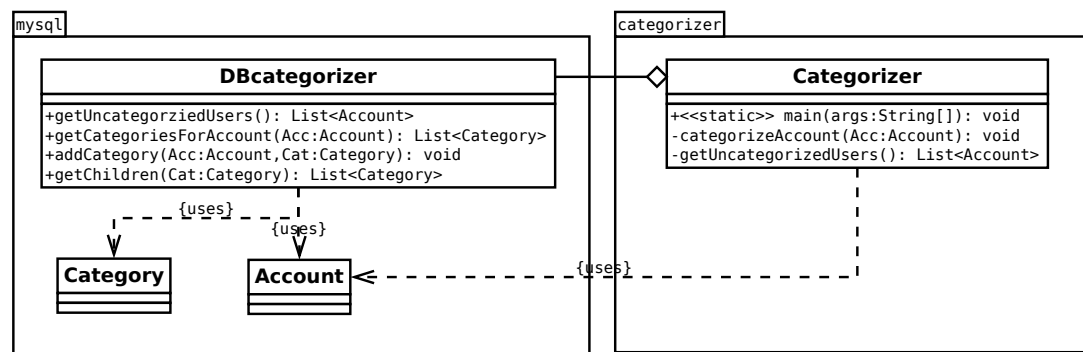 mysql
categorizer
DBcategorizer
+getUncategorziedUsers(): List<Account>
+getCategoriesForAccount(Acc:Account): List<Category>
+addCategory(Acc:Account,Cat:Category): void
+getChildren(Cat:Category): List<Category>
Categorizer
+<<static>> main(args:String[]): void
-categorizeAccount(Acc:Account): void
-getUncategorizedUsers(): List<Account>
{uses}
{uses}
{uses}
Category
Account